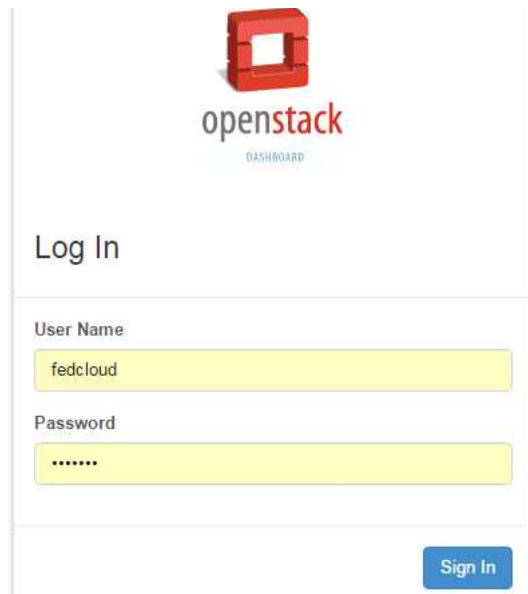 openstack
DASHBOARD
Log In
User Name
fedcloud
Password
•••••••
Sign In